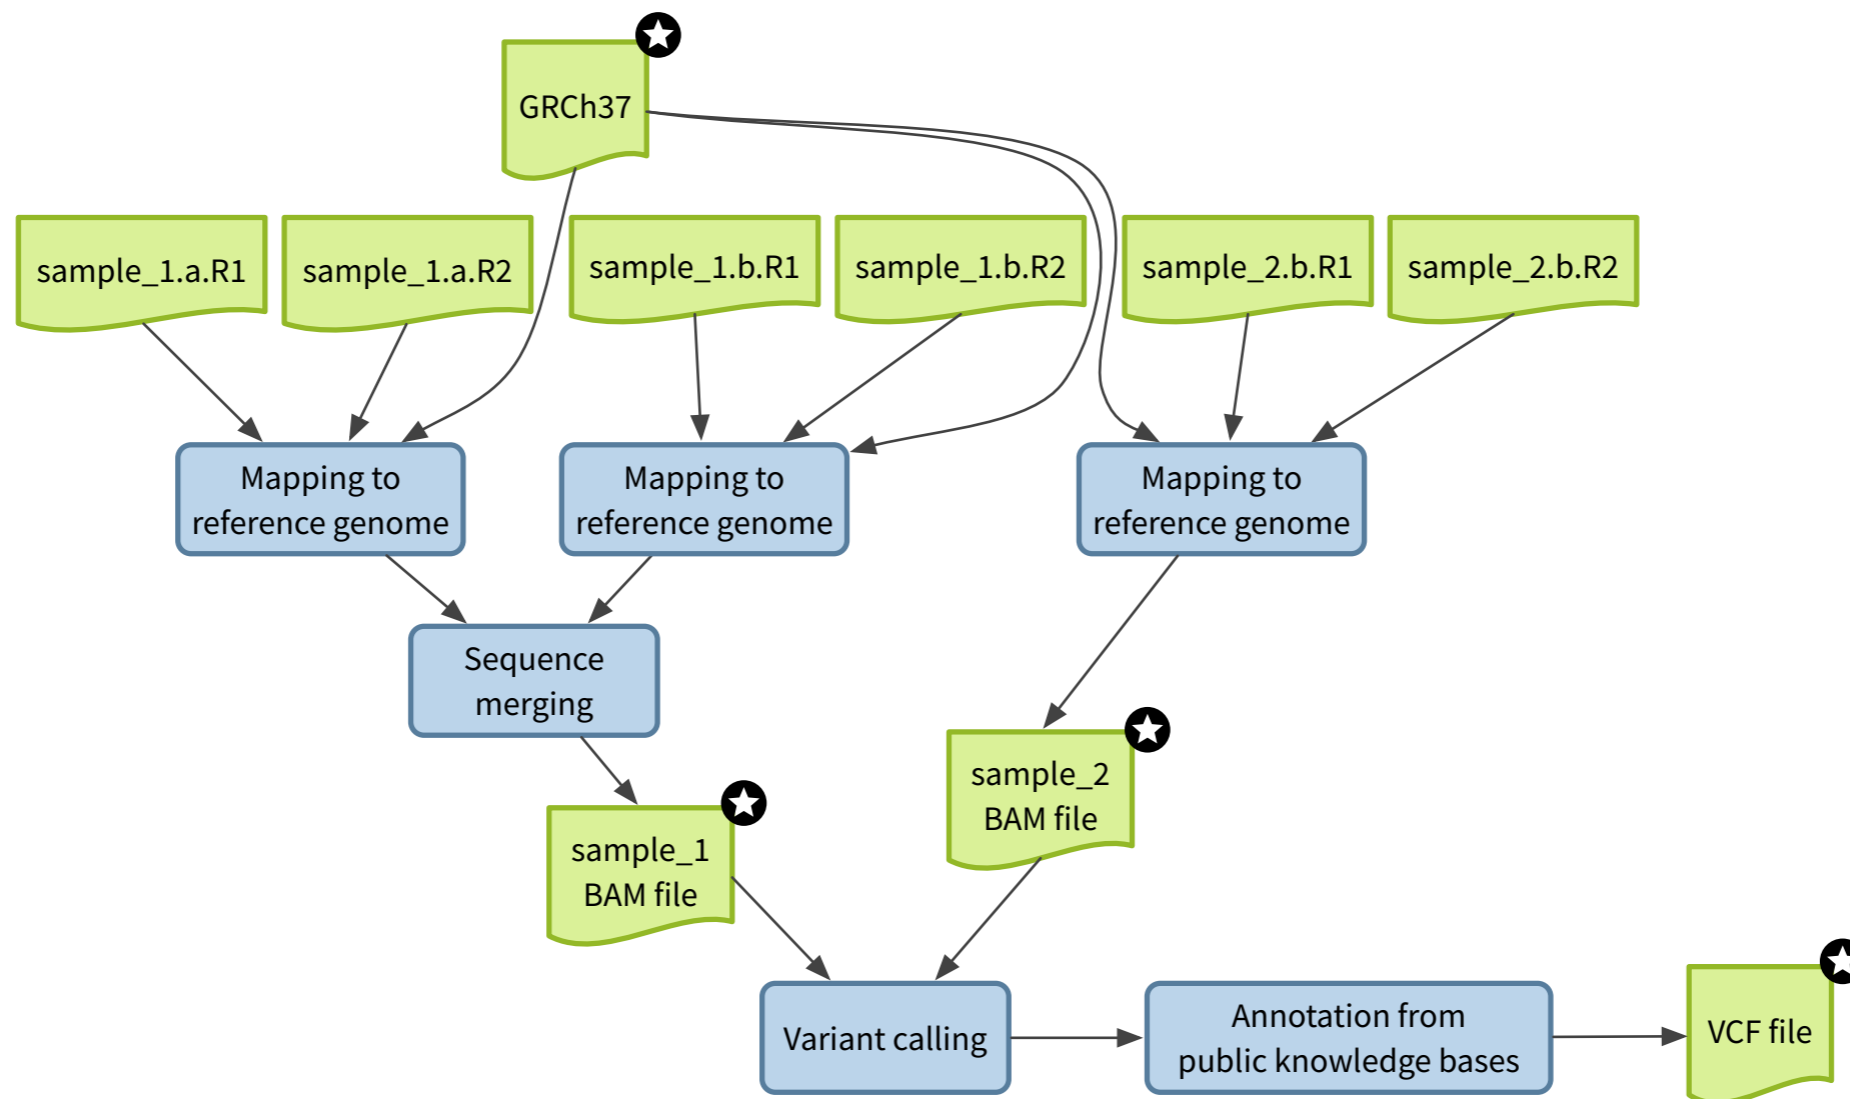 GRCh37
sample_1.a.R1
sample_1.a.R2
sample_1.b.R1
sample_1.b.R2
sample_2.b.R1
sample_2.b.R2
Mapping to
reference genome
Mapping to
reference genome
Mapping to
reference genome
Sequence
merging
sample_2
BAM file
sample_1
BAM file
Variant calling
Annotation from
public knowledge bases
VCF file